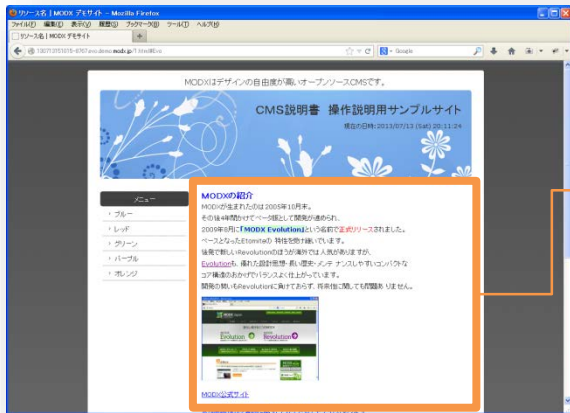 リソース名 | MODX デモサイト - Mozilla Firefox
ファイル(F) 編集(E) 表示(V) 履歴(S) ブックマーク(B) ツール(T) ヘルプ(H)
リソース名 | MODX デモサイト
Google
MODXはデザインの自由度が高いオープンソースCMSです。
CMS説明書 操作説明用サンプルサイト
現在の日時: 2013/07/13 (Sat) 20:11:24
メニュー
ブルー
レッド
グリーン
パープル
オレンジ
MODXの紹介
MODXが生まれたのは2005年10月末。
その後4年間かけてベータ版として開発が進められ、
2009年8月に「MODX Evolution」という名前で正式リリースされました。
ベースとなったEtomiteの 特性を受け継いでいます。
後発で新しいRevolutionのほうが海外では人気がありますが、
Evolutionも、優れた設計思想・長い歴史・メンテ ナンスしやすいコンパクトな
コア構造のおかげでバランスよく仕上がっています。
開発の勢いもRevolutionに負けておらず、将来性に関しても問題あ りません。
Evolution
Revolution
MODX公式サイト